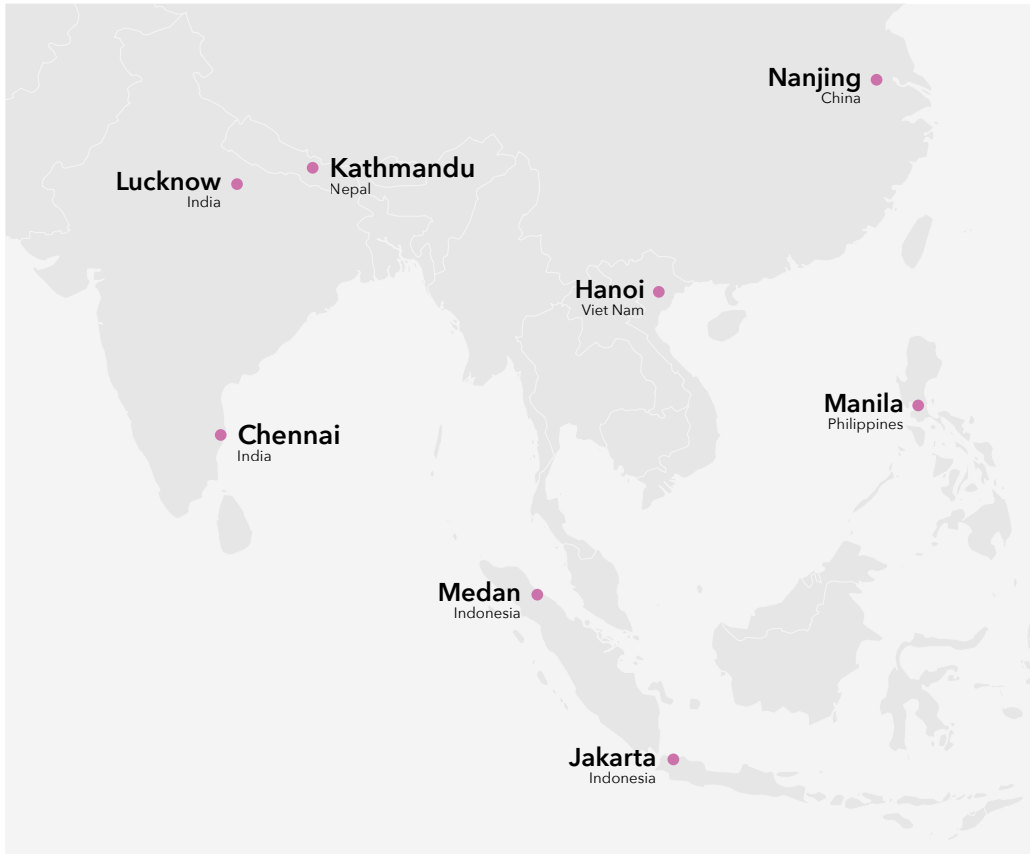 Nanjing
China
Kathmandu
Nepal
Lucknow
India
Hanoi
Viet Nam
Manila
Philippines
Chennai
India
Medan
Indonesia
Jakarta
Indonesia